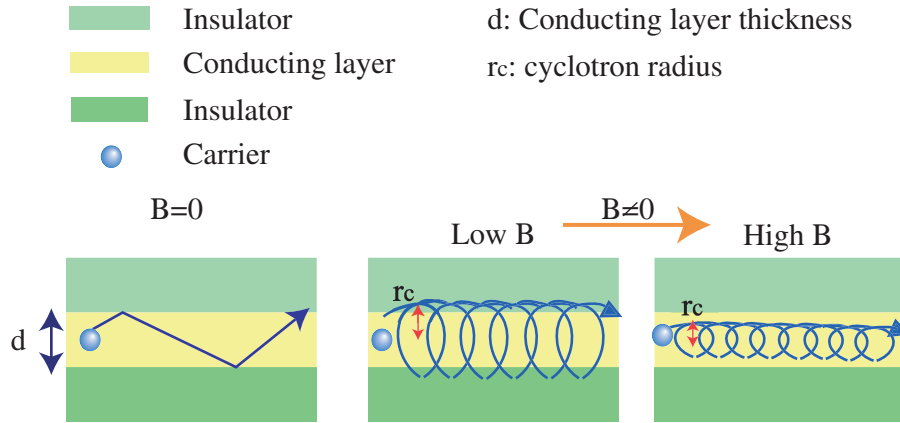 Insulator
d: Conducting layer thickness
Conducting layer
rc: cyclotron radius
Insulator
Carrier
B=0
B≠0
Low B
High B
rc
rc
d